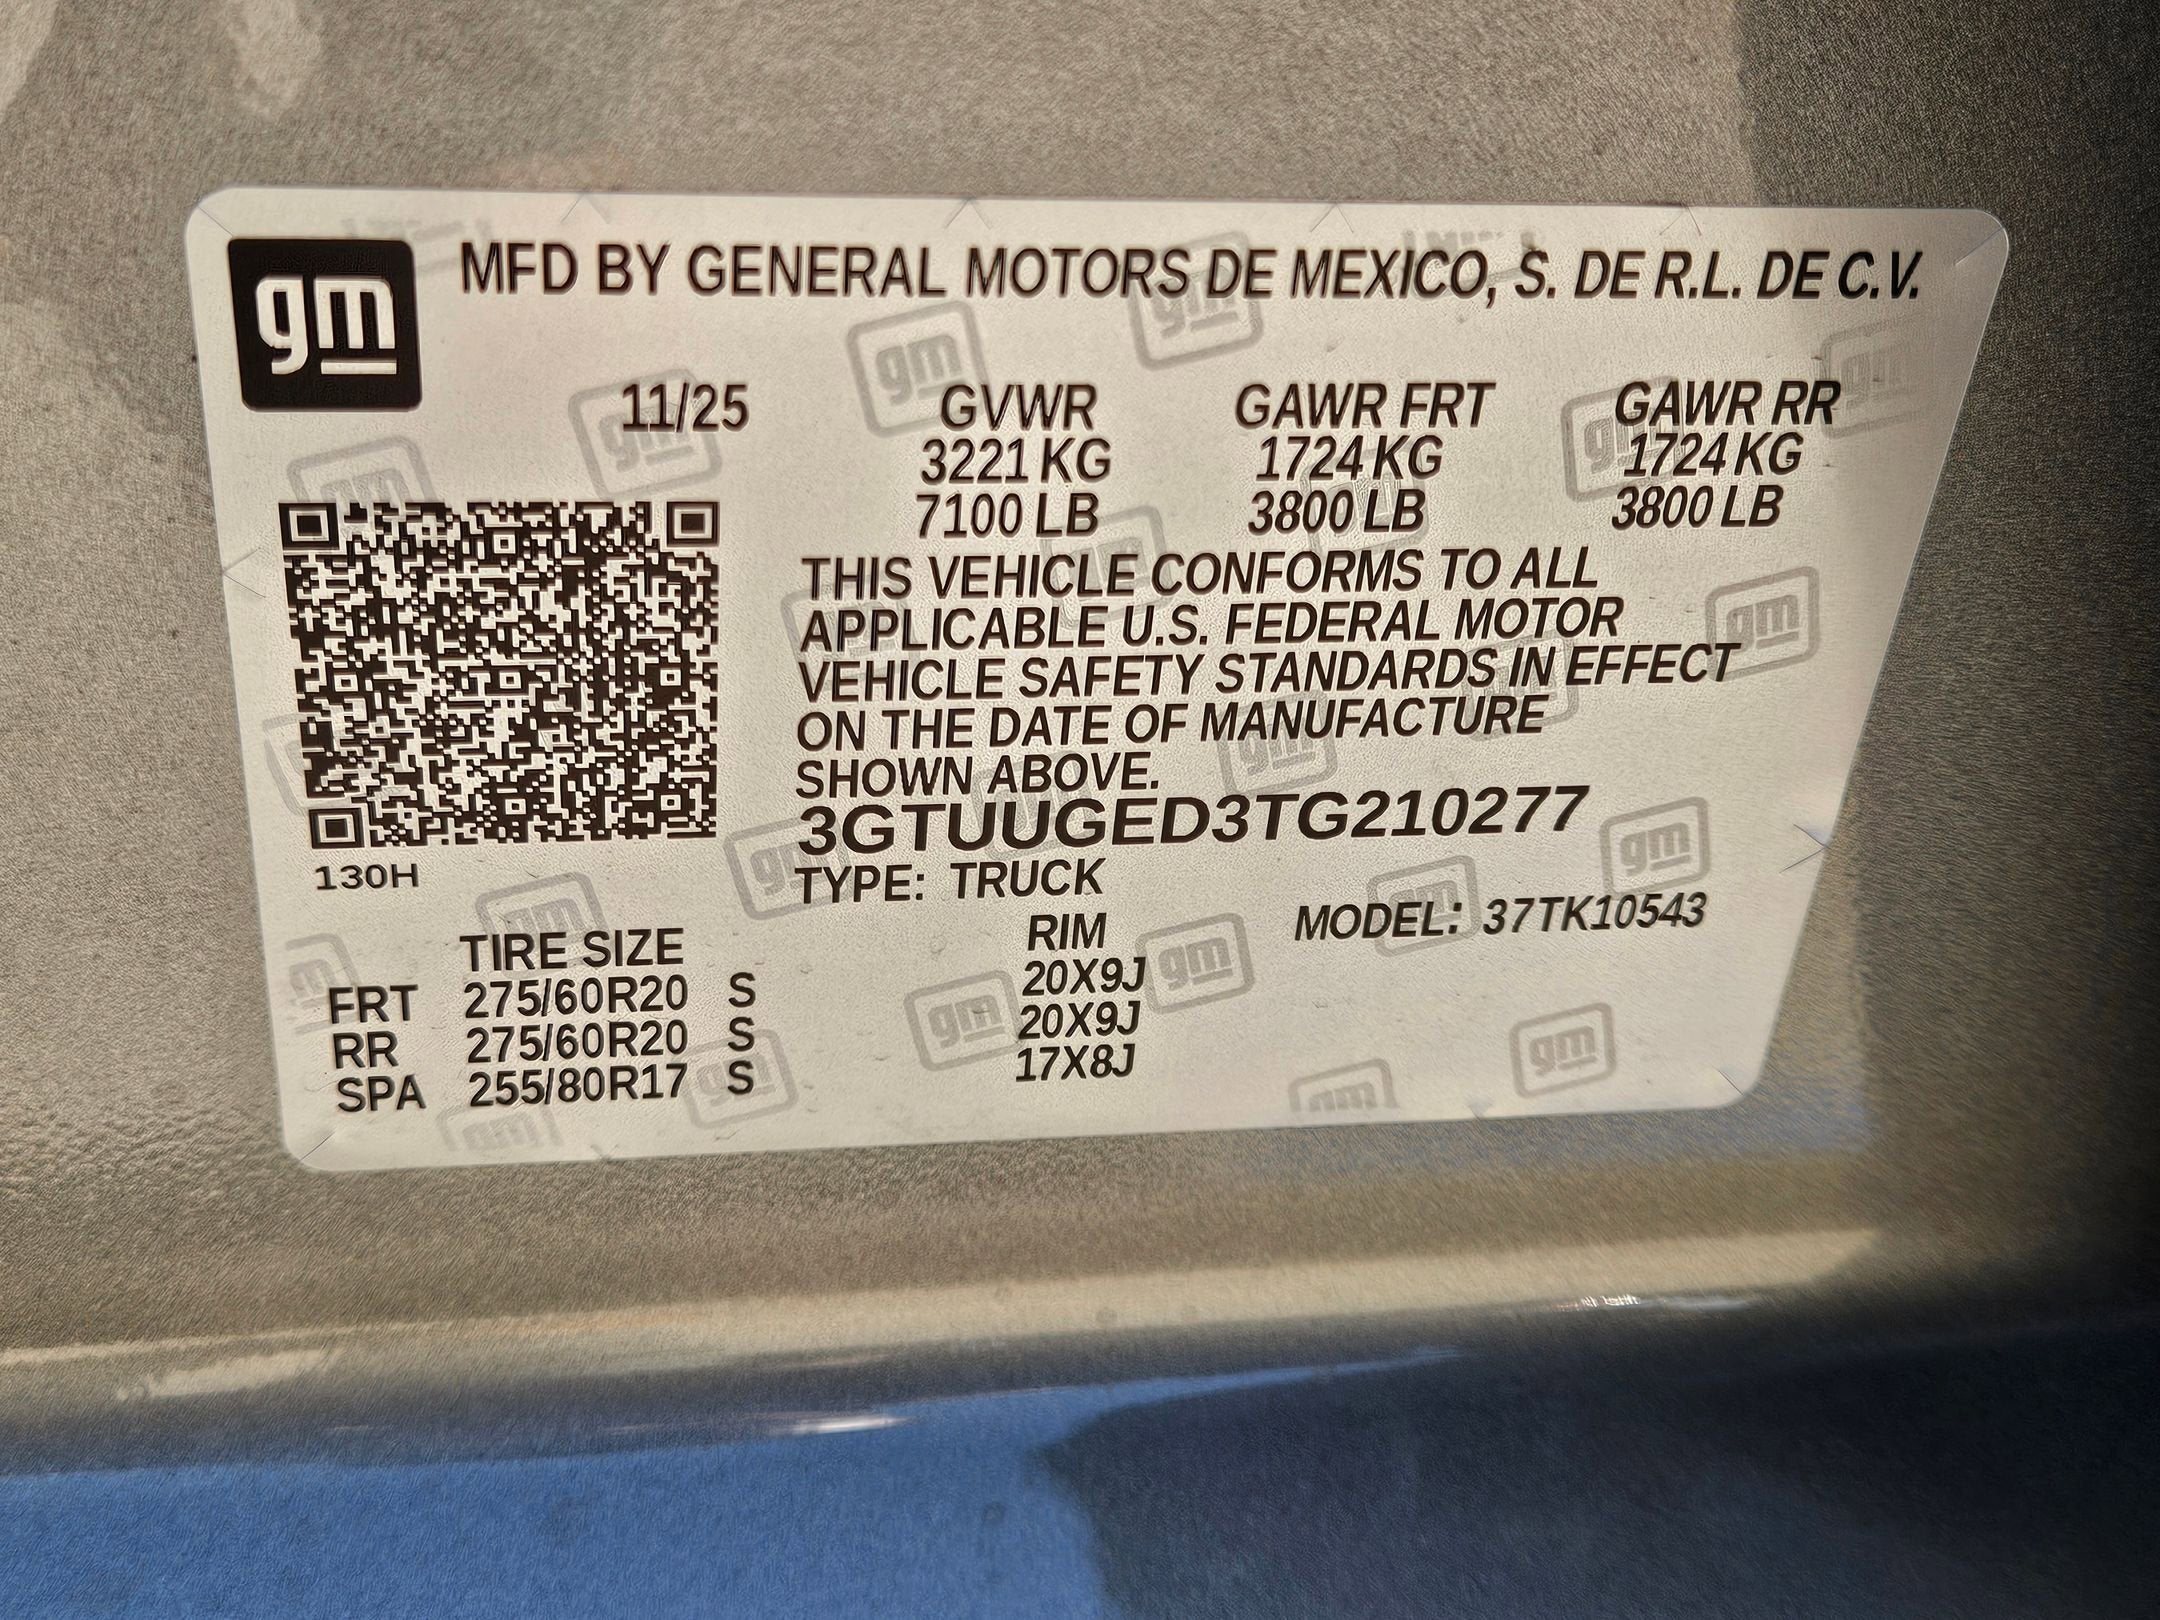 gm MFD BY GENERAL MOTORS DE MEXICO, S. DE R.L. DE C.V.
11/25 GVWR GAWR FRT GAWR RR
3221 KG 1724 KG 1724 KG
7100 LB 3800 LB 3800 LB
THIS VEHICLE CONFORMS TO ALL
APPLICABLE U.S. FEDERAL MOTOR
VEHICLE SAFETY STANDARDS IN EFFECT
ON THE DATE OF MANUFACTURE
SHOWN ABOVE.
3GTUUGED3TG210277
130H
TYPE: TRUCK
MODEL: 37TK10543
TIRE SIZE RIM
FRT 275/60R20 S 20X9J
RR 275/60R20 S 20X9J
SPA 255/80R17 S 17X8J